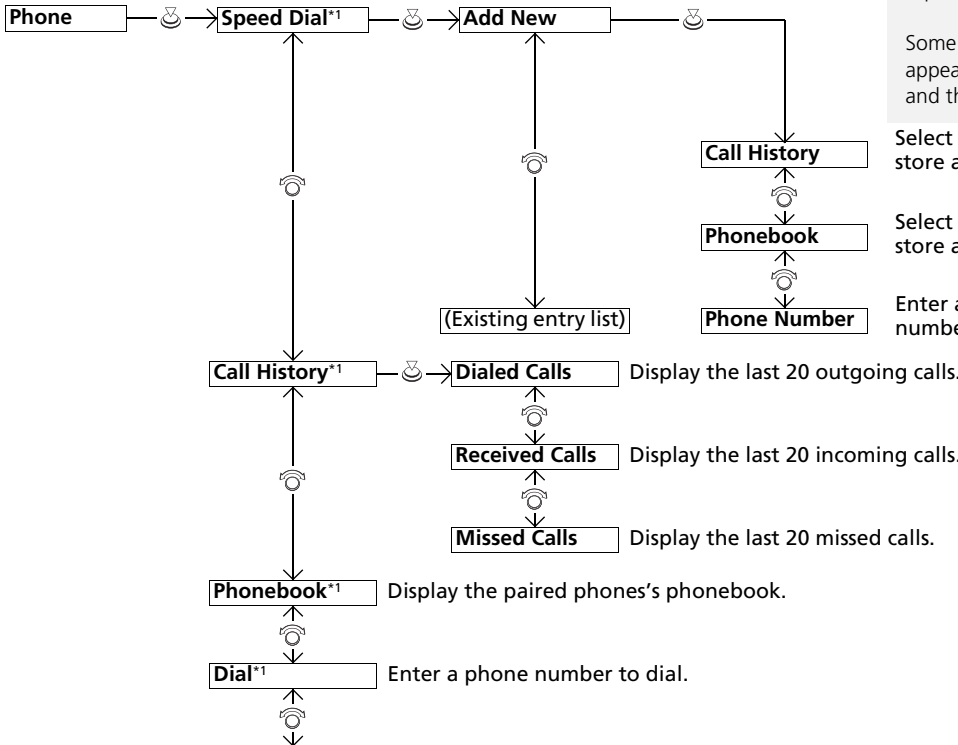 Phone
Speed Dial*1
Add New
Some
appea
and th
Call History
Select
store a
Phonebook
Select
store a
(Existing entry list)
Phone Number
Enter a
numbe
Call History*1
Dialed Calls
Display the last 20 outgoing calls.
Received Calls
Display the last 20 incoming calls.
Missed Calls
Display the last 20 missed calls.
Phonebook*1
Display the paired phones's phonebook.
Dial*1
Enter a phone number to dial.